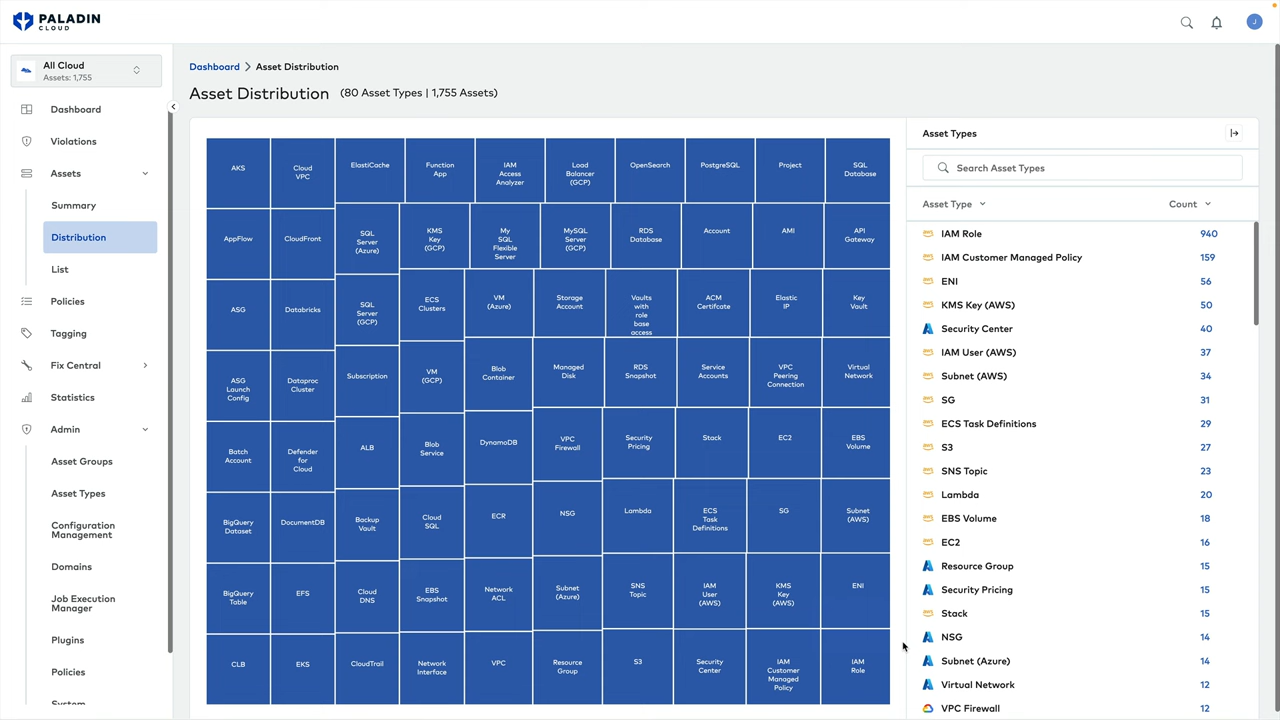 PALADIN
CLOUD
J
All Cloud
Assets: 1,755
Dashboard
Violations
Assets
Summary
Distribution
List
Policies
Tagging
Fix Central
Statistics
Admin
Asset Groups
Asset Types
Configuration
Management
Domains
Job Execution
Manager
Plugins
Policies
System
Dashboard > Asset Distribution
Asset Distribution (80 Asset Types | 1,755 Assets)
AKS
Cloud
VPC
ElastiCache
Function
App
IAM
Access
Analyzer
Load
Balancer
(GCP)
OpenSearch
PostgreSQL
Project
SQL
Database
AppFlow
CloudFront
SQL
Server
(Azure)
KMS
Key
(GCP)
My
SQL
Flexible
Server
MySQL
Server
(GCP)
RDS
Database
Account
AMI
API
Gateway
ASG
Databricks
SQL
Server
(GCP)
ECS
Clusters
VM
(Azure)
Storage
Account
Vaults
with
role
base
access
ACM
Certifcate
Elastic
IP
Key
Vault
ASG
Launch
Config
Dataproc
Cluster
Subscription
VM
(GCP)
Blob
Container
Managed
Disk
RDS
Snapshot
Service
Accounts
VPC
Peering
Connection
Virtual
Network
Batch
Account
Defender
for
Cloud
ALB
Blob
Service
DynamoDB
VPC
Firewall
Security
Pricing
Stack
EC2
EBS
Volume
BigQuery
Dataset
DocumentDB
Backup
Vault
Cloud
SQL
ECR
NSG
Lambda
ECS
Task
Definitions
SG
Subnet
(AWS)
BigQuery
Table
EFS
Cloud
DNS
EBS
Snapshot
Network
ACL
Subnet
(Azure)
SNS
Topic
IAM
User
(AWS)
KMS
Key
(AWS)
ENI
CLB
EKS
CloudTrail
Network
Interface
VPC
Resource
Group
S3
Security
Center
IAM
Customer
Managed
Policy
IAM
Role
Asset Types
Search Asset Types
Asset Type Count
IAM Role 940
IAM Customer Managed Policy 159
ENI 56
KMS Key (AWS) 50
Security Center 40
IAM User (AWS) 37
Subnet (AWS) 34
SG 31
ECS Task Definitions 29
S3 27
SNS Topic 23
Lambda 20
EBS Volume 18
EC2 16
Resource Group 15
Security Pricing 15
Stack 15
NSG 14
Subnet (Azure) 14
Virtual Network 12
VPC Firewall 12